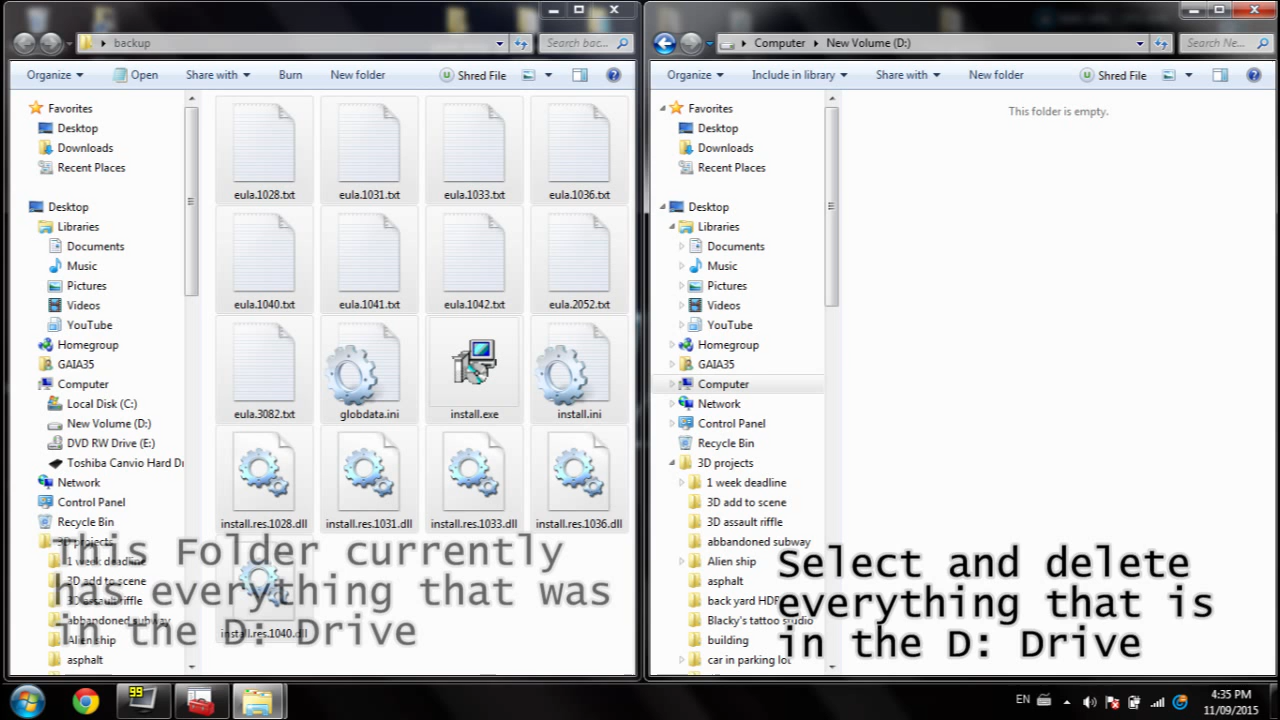 backup
Search bac...
Organize
Open
Share with
Burn
New folder
Shred File
Favorites
Desktop
Downloads
Recent Places
Desktop
Libraries
Documents
Music
Pictures
Videos
YouTube
Homegroup
GAIA35
Computer
Local Disk (C:)
New Volume (D:)
DVD RW Drive (E:)
Toshiba Canvio Hard Dr
Network
Control Panel
Recycle Bin
3D projects
1 week deadline
3D add to scene
3D assault riffle
abbandoned subway
Alien ship
asphalt
eula.1028.txt
eula.1031.txt
eula.1033.txt
eula.1036.txt
eula.1040.txt
eula.1041.txt
eula.1042.txt
eula.2052.txt
eula.3082.txt
globdata.ini
install.exe
install.ini
install.res.1028.dll
install.res.1031.dll
install.res.1033.dll
install.res.1036.dll
install.res.1040.dll
This Folder currently
has everything that was
in the D: Drive
Computer
New Volume (D:)
Search Ne...
Organize
Include in library
Share with
New folder
Shred File
Favorites
Desktop
Downloads
Recent Places
Desktop
Libraries
Documents
Music
Pictures
Videos
YouTube
Homegroup
GAIA35
Computer
Network
Control Panel
Recycle Bin
3D projects
1 week deadline
3D add to scene
3D assault riffle
abbandoned subway
Alien ship
asphalt
back yard HDR
Blacky's tattoo studio
building
car in parking lot
This folder is empty.
Select and delete
everything that is
in the D: Drive
99
EN
4:35 PM
11/09/2015